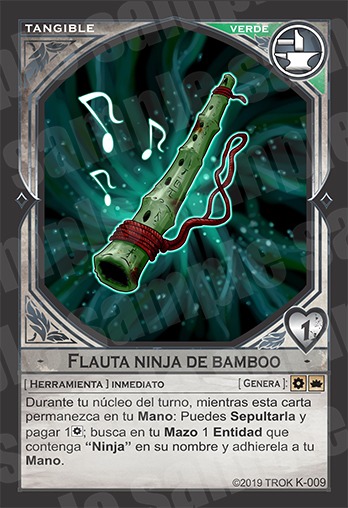 TANGIBLE
VERDE
1
FLAUTA NINJA DE BAMBOO
[ HERRAMIENTA ] INMEDIATO
[ GENERA ]:
Durante tu núcleo del turno, mientras esta carta
permanezca en tu Mano: Puedes Sepultarla y
pagar 1; busca en tu Mazo 1 Entidad que
contenga “Ninja” en su nombre y adhierela a tu
Mano.
©2019 TROK K-009
Sample